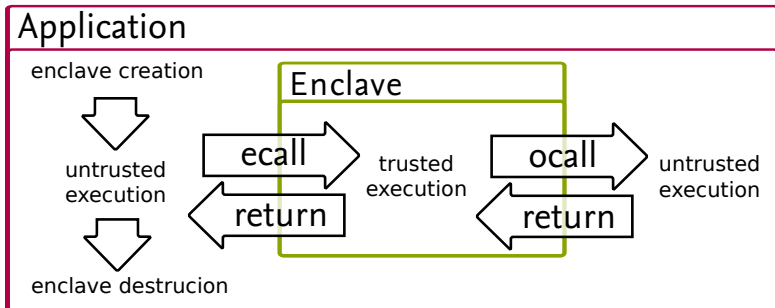 Application
enclave creation
Enclave
ecall
ocall
untrusted
execution
trusted
execution
untrusted
execution
return
return
enclave destrucion